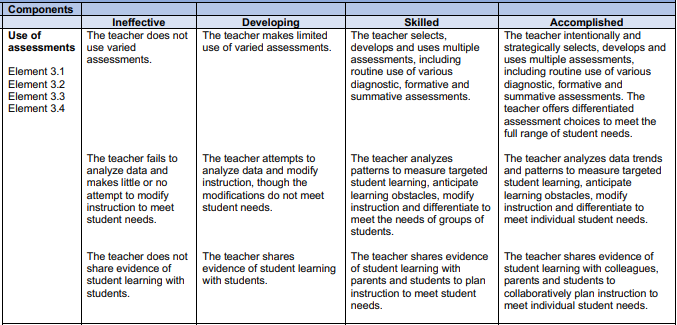 Components
Ineffective
Developing
Skilled
Accomplished
Use of
assessments
Element 3.1
Element 3.2
Element 3.3
Element 3.4
The teacher does not
use varied
assessments.
The teacher makes limited
use of varied assessments.
The teacher selects,
develops and uses multiple
assessments, including
routine use of various
diagnostic, formative and
summative assessments.
The teacher intentionally and
strategically selects, develops and
uses multiple assessments,
including routine use of various
diagnostic, formative and
summative assessments. The
teacher offers differentiated
assessment choices to meet the
full range of student needs.
The teacher fails to
analyze data and
makes little or no
attempt to modify
instruction to meet
student needs.
The teacher attempts to
analyze data and modify
instruction, though the
modifications do not meet
student needs.
The teacher analyzes
patterns to measure targeted
student learning, anticipate
learning obstacles, modify
instruction and differentiate to
meet the needs of groups of
students.
The teacher analyzes data trends
and patterns to measure targeted
student learning, anticipate
learning obstacles, modify
instruction and differentiate to
meet individual student needs.
The teacher does not
share evidence of
student learning with
students.
The teacher shares
evidence of student learning
with students.
The teacher shares evidence
of student learning with
parents and students to plan
instruction to meet student
needs.
The teacher shares evidence of
student learning with colleagues,
parents and students to
collaboratively plan instruction to
meet individual student needs.